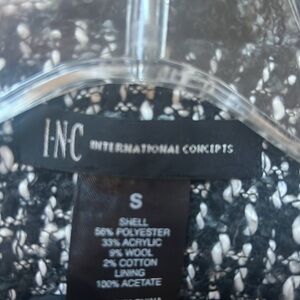 I·N·C INTERNATIONAL CONCEPTS
S
SHELL
56% POLYESTER
33% ACRYLIC
9% WOOL
2% COTTON
LINING
100% ACETATE